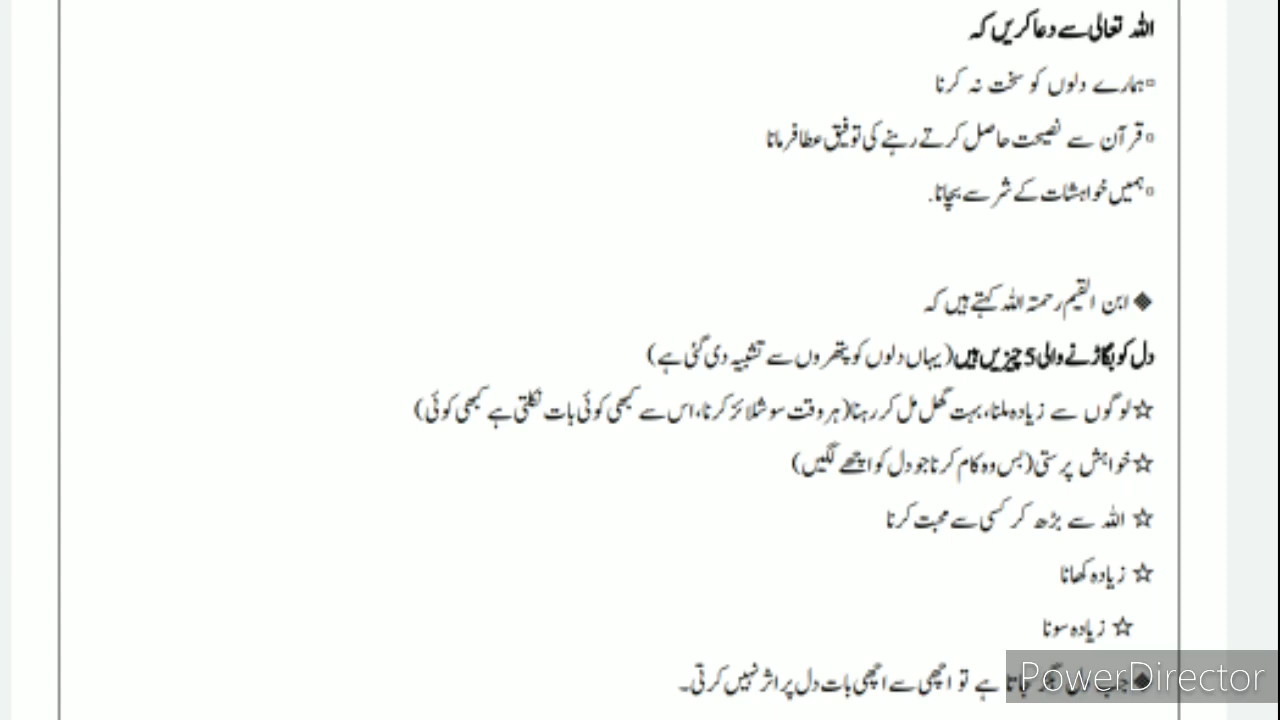 اللہ تعالی سے دعا کریں کہ
▫ہمارے دلوں کو سخت نہ کرنا
▫قرآن سے نصیحت حاصل کرتے رہنے کی توفیق عطا فرمانا
▫ہمیں خواہشات کے شر سے بچانا.
◆ ابن القیم رحمتہ اللہ کہتے ہیں کہ
دل کو بگاڑنے والی 5 چیزیں ہیں (یہاں دلوں کو پتھروں سے تشبیہ دی گئی ہے)
☆لوگوں سے زیادہ ملنا، بہت گھل مل کر رہنا (ہر وقت سوشلائز کرنا، اس سے کبھی کوئی بات نکلتی ہے کبھی کوئی)
☆خواہش پرستی (بس وہ کام کرنا جو دل کو اچھے لگیں)
☆ اللہ سے بڑھ کر کسی سے محبت کرنا
☆ زیادہ کھانا
☆ زیادہ سونا
◆جب دل بگڑ جاتا ہے تو اچھی سے اچھی بات دل پر اثر نہیں کرتی۔
PowerDirector